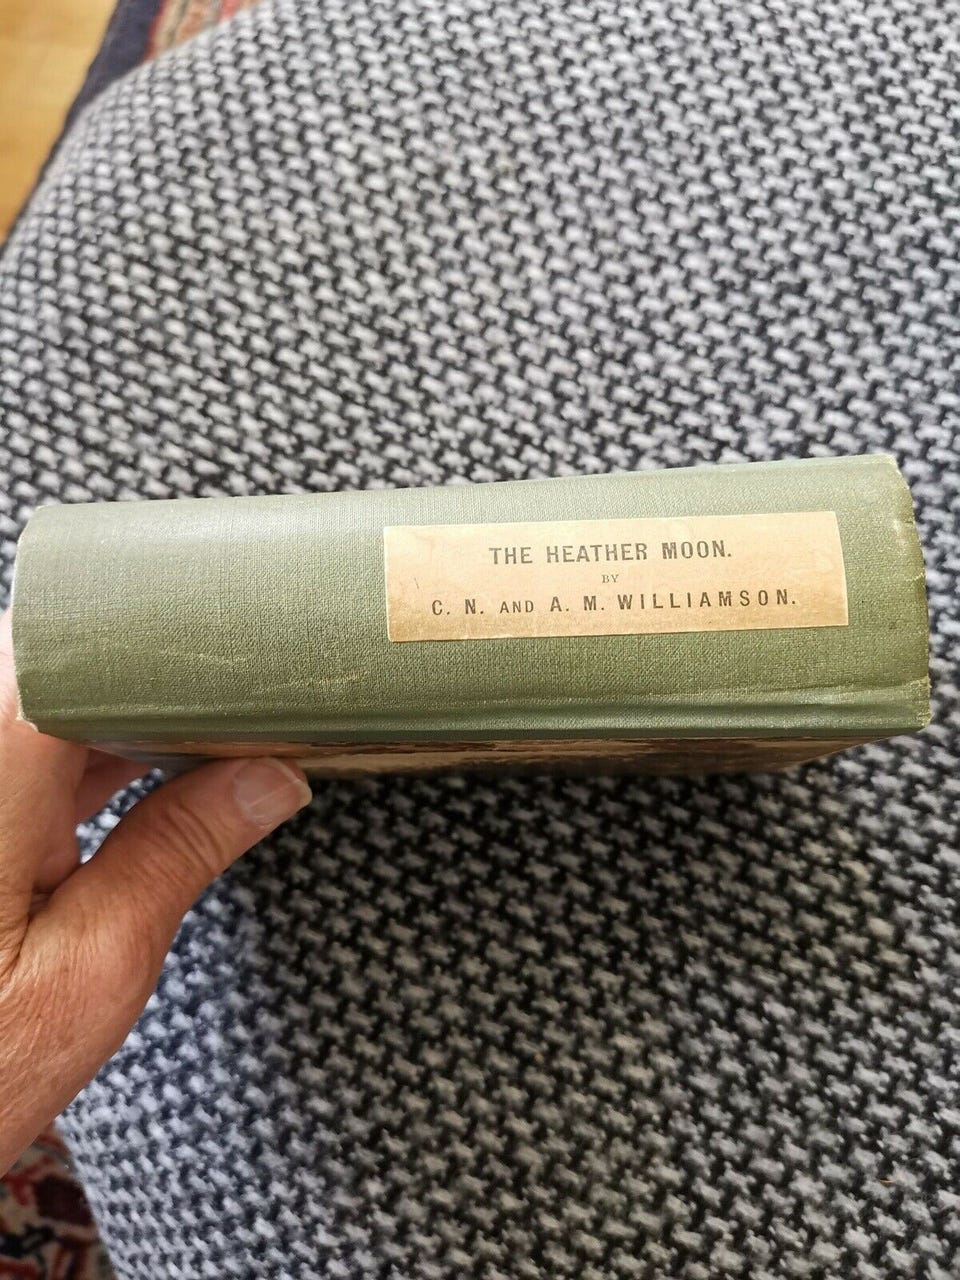 THE HEATHER MOON.
BY
C. N. AND A. M. WILLIAMSON.